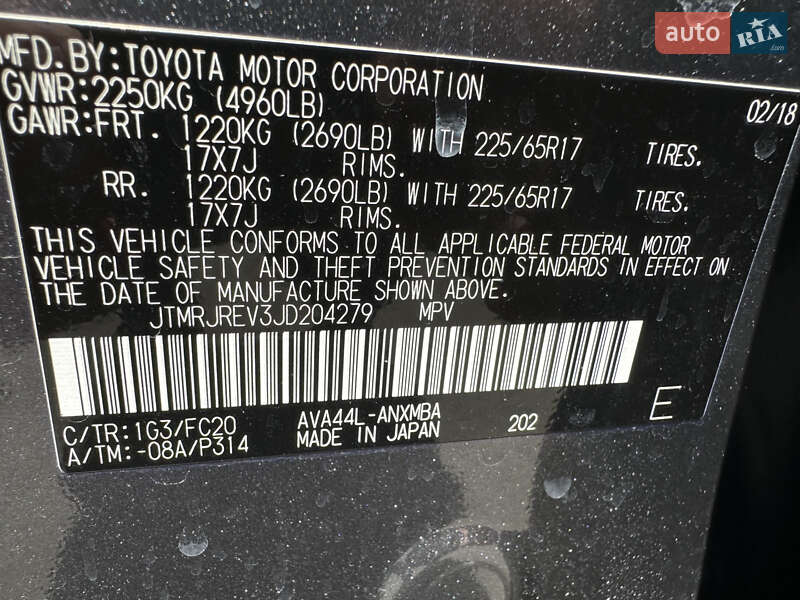 auto RIA.com
MFD.BY:TOYOTA MOTOR CORPORATION 02/18
GVWR:2250KG (4960LB)
GAWR:FRT. 1220KG (2690LB) WITH 225/65R17 TIRES.
17X7J RIMS.
RR. 1220KG (2690LB) WITH 225/65R17 TIRES.
17X7J RIMS.
THIS VEHICLE CONFORMS TO ALL APPLICABLE FEDERAL MOTOR
VEHICLE SAFETY AND THEFT PREVENTION STANDARDS IN EFFECT ON
THE DATE OF MANUFACTURE SHOWN ABOVE.
JTMRJREV3JD204279 MPV
C/TR:1G3/FC20 AVA44L-ANXMBA 202 E
A/TM:-08A/P314 MADE IN JAPAN